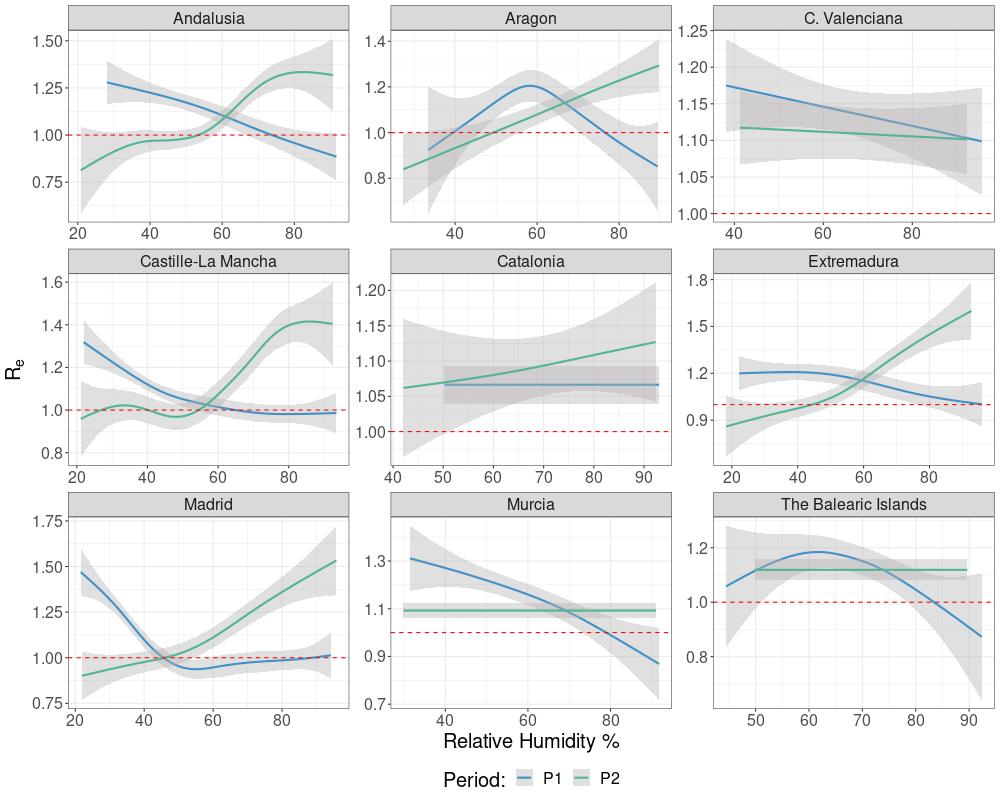 Andalusia
1.50
1.25
1.00
0.75
20 40 60 80
Aragon
1.4
1.2
1.0
0.8
40 60 80
C. Valenciana
1.25
1.20
1.15
1.10
1.05
1.00
40 60 80
Castille-La Mancha
1.6
1.4
1.2
1.0
0.8
20 40 60 80
Catalonia
1.20
1.15
1.10
1.05
1.00
40 50 60 70 80 90
Extremadura
1.8
1.5
1.2
0.9
20 40 60 80
Madrid
1.75
1.50
1.25
1.00
0.75
20 40 60 80
Murcia
1.3
1.1
0.9
0.7
40 60 80
The Balearic Islands
1.2
1.0
0.8
50 60 70 80 90
Re
Relative Humidity %
Period: P1 P2